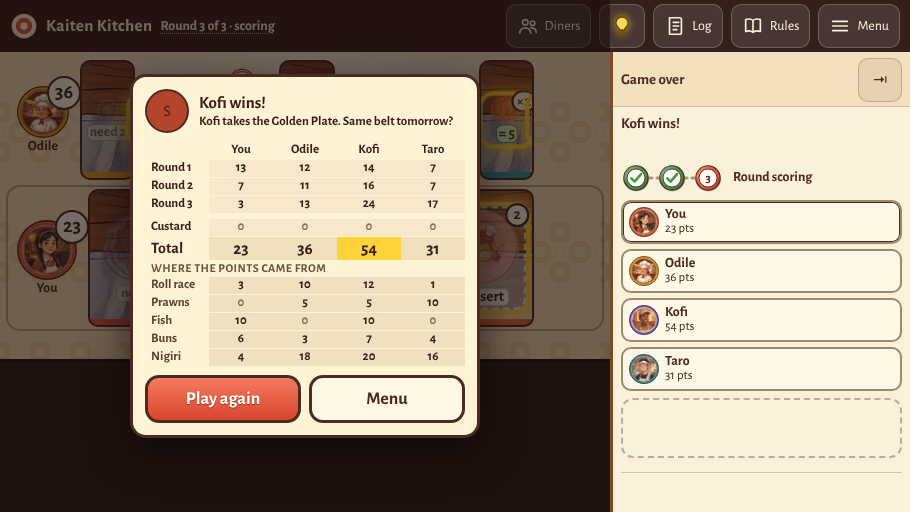 Kaiten Kitchen Round 3 of 3 · scoring
Diners
Log
Rules
Menu
36
Odile
need 2
×
= 5
23
You
2
S
Kofi wins!
Kofi takes the Golden Plate. Same belt tomorrow?
You Odile Kofi Taro
Round 1 13 12 14 7
Round 2 7 11 16 7
Round 3 3 13 24 17
Custard 0 0 0 0
Total 23 36 54 31
WHERE THE POINTS CAME FROM
Roll race 3 10 12 1
Prawns 0 5 5 10
Fish 10 0 10 0
Buns 6 3 7 4
Nigiri 4 18 20 16
Play again
Menu
Game over
Kofi wins!
3 Round scoring
You
23 pts
Odile
36 pts
Kofi
54 pts
Taro
31 pts